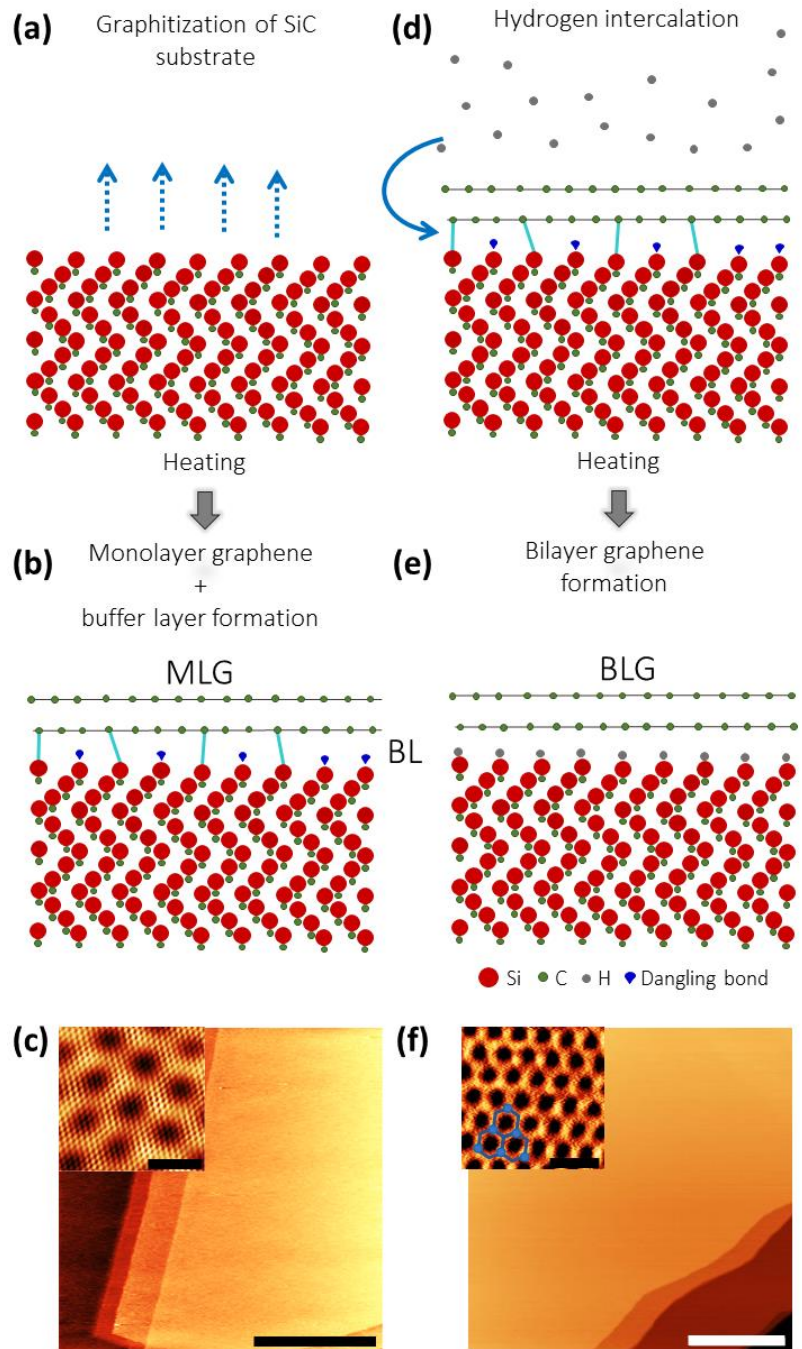 (a)
Graphitization of SiC
substrate
Heating
(b)
Monolayer graphene
+
buffer layer formation
MLG
BL
(c)
(d)
Hydrogen intercalation
Heating
(e)
Bilayer graphene
formation
BLG
Si C H Dangling bond
(f)